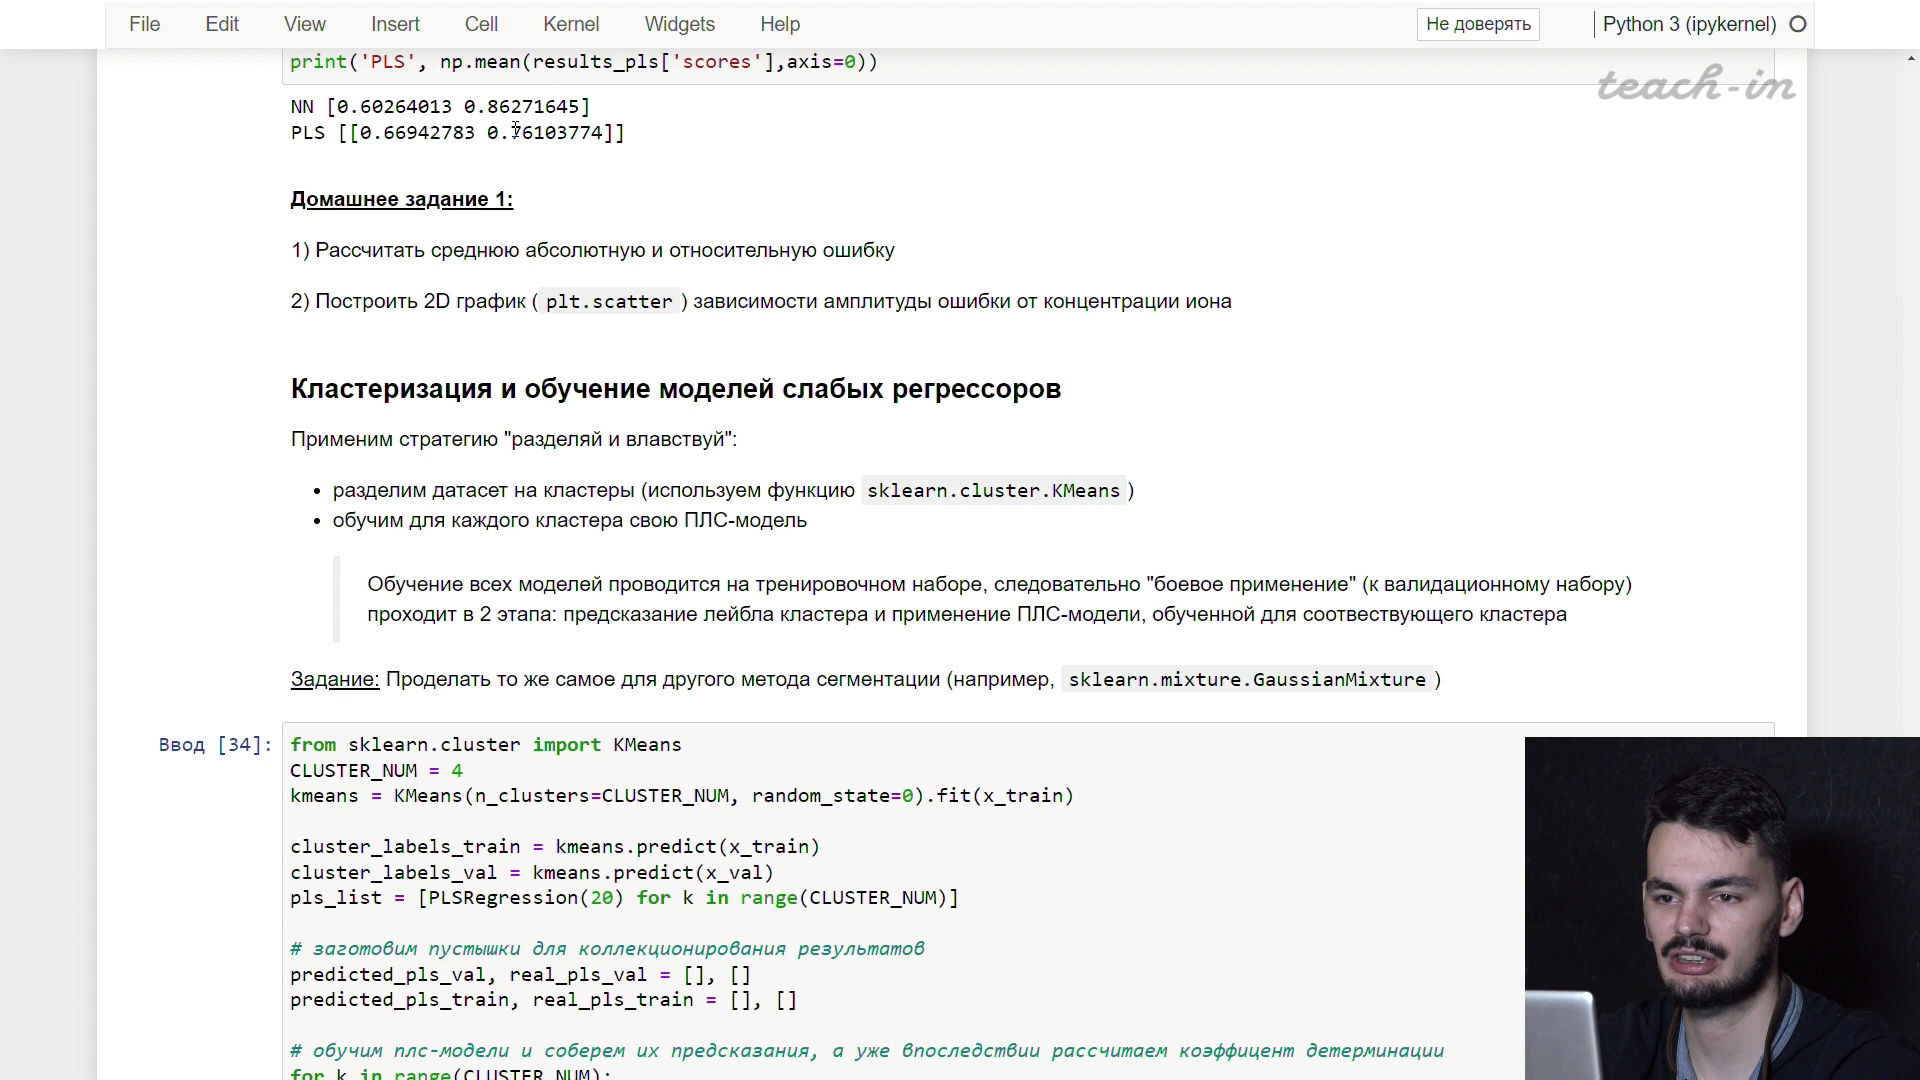 File Edit View Insert Cell Kernel Widgets Help Не доверять Python 3 (ipykernel)
print('PLS', np.mean(results_pls['scores'],axis=0))
teach-in
NN [0.60264013 0.86271645]
PLS [[0.66942783 0.76103774]]
Домашнее задание 1:
1) Рассчитать среднюю абсолютную и относительную ошибку
2) Построить 2D график ( plt.scatter ) зависимости амплитуды ошибки от концентрации иона
Кластеризация и обучение моделей слабых регрессоров
Применим стратегию "разделяй и влавствуй":
• разделим датасет на кластеры (используем функцию sklearn.cluster.KMeans )
• обучим для каждого кластера свою ПЛС-модель
Обучение всех моделей проводится на тренировочном наборе, следовательно "боевое применение" (к валидационному набору)
проходит в 2 этапа: предсказание лейбла кластера и применение ПЛС-модели, обученной для соотвествующего кластера
Задание: Проделать то же самое для другого метода сегментации (например, sklearn.mixture.GaussianMixture )
Ввод [34]: from sklearn.cluster import KMeans
CLUSTER_NUM = 4
kmeans = KMeans(n_clusters=CLUSTER_NUM, random_state=0).fit(x_train)
cluster_labels_train = kmeans.predict(x_train)
cluster_labels_val = kmeans.predict(x_val)
pls_list = [PLSRegression(20) for k in range(CLUSTER_NUM)]
# заготовим пустышки для коллекционирования результатов
predicted_pls_val, real_pls_val = [], []
predicted_pls_train, real_pls_train = [], []
# обучим плс-модели и соберем их предсказания, а уже впоследствии рассчитаем коэффицент детерминации
for k in range(CLUSTER_NUM):